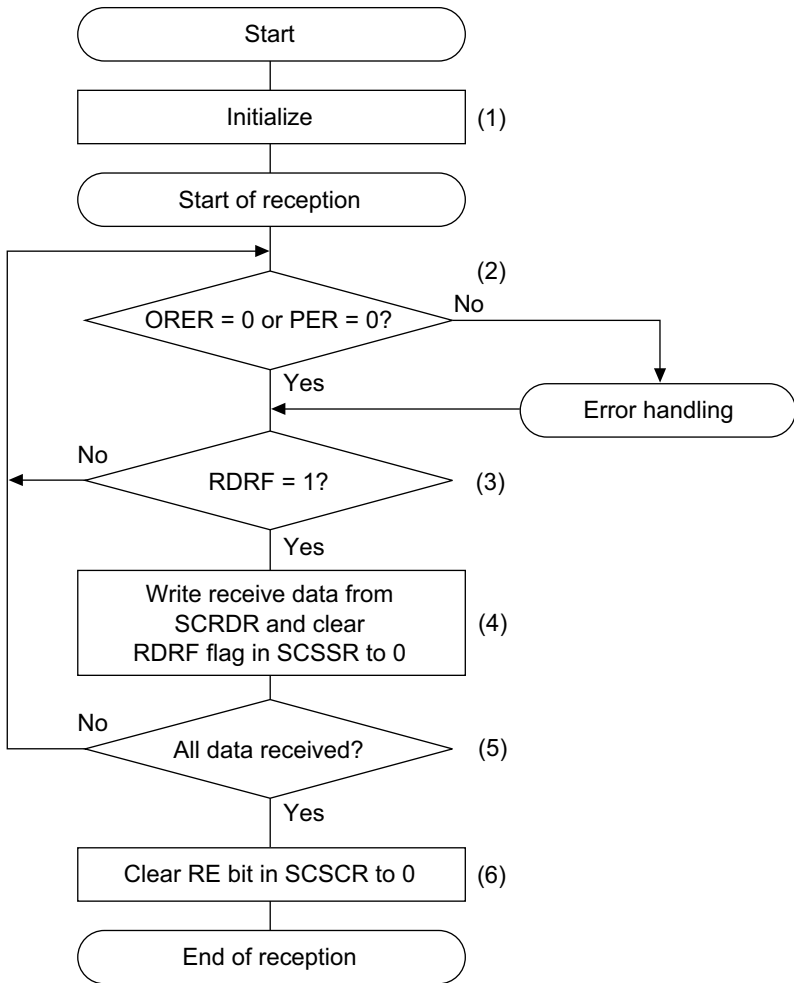 Start
Initialize
(1)
Start of reception
(2)
ORER = 0 or PER = 0?
No
Yes
Error handling
No
RDRF = 1?
(3)
Yes
Write receive data from
SCRDR and clear
RDRF flag in SCSSR to 0
(4)
No
All data received?
(5)
Yes
Clear RE bit in SCSCR to 0
(6)
End of reception